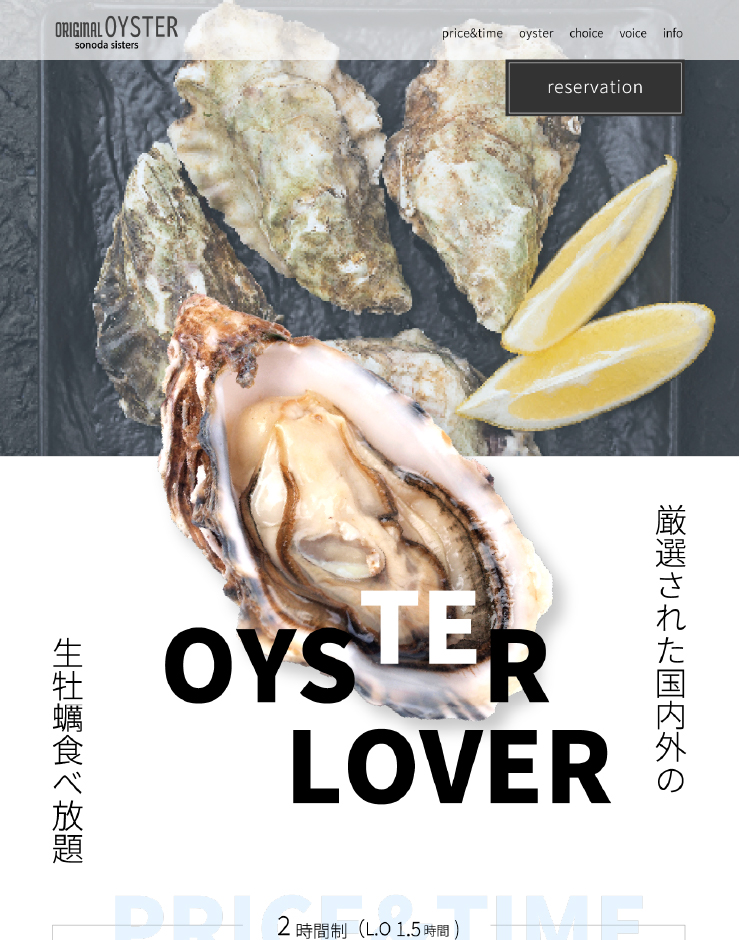 ORIGINAL OYSTER
sonoda sisters
price&time oyster choice voice info
reservation
厳選された国内外の
生牡蠣食べ放題
OYSTER
LOVER
PRICE&TIME
2時間制（L.O 1.5時間）